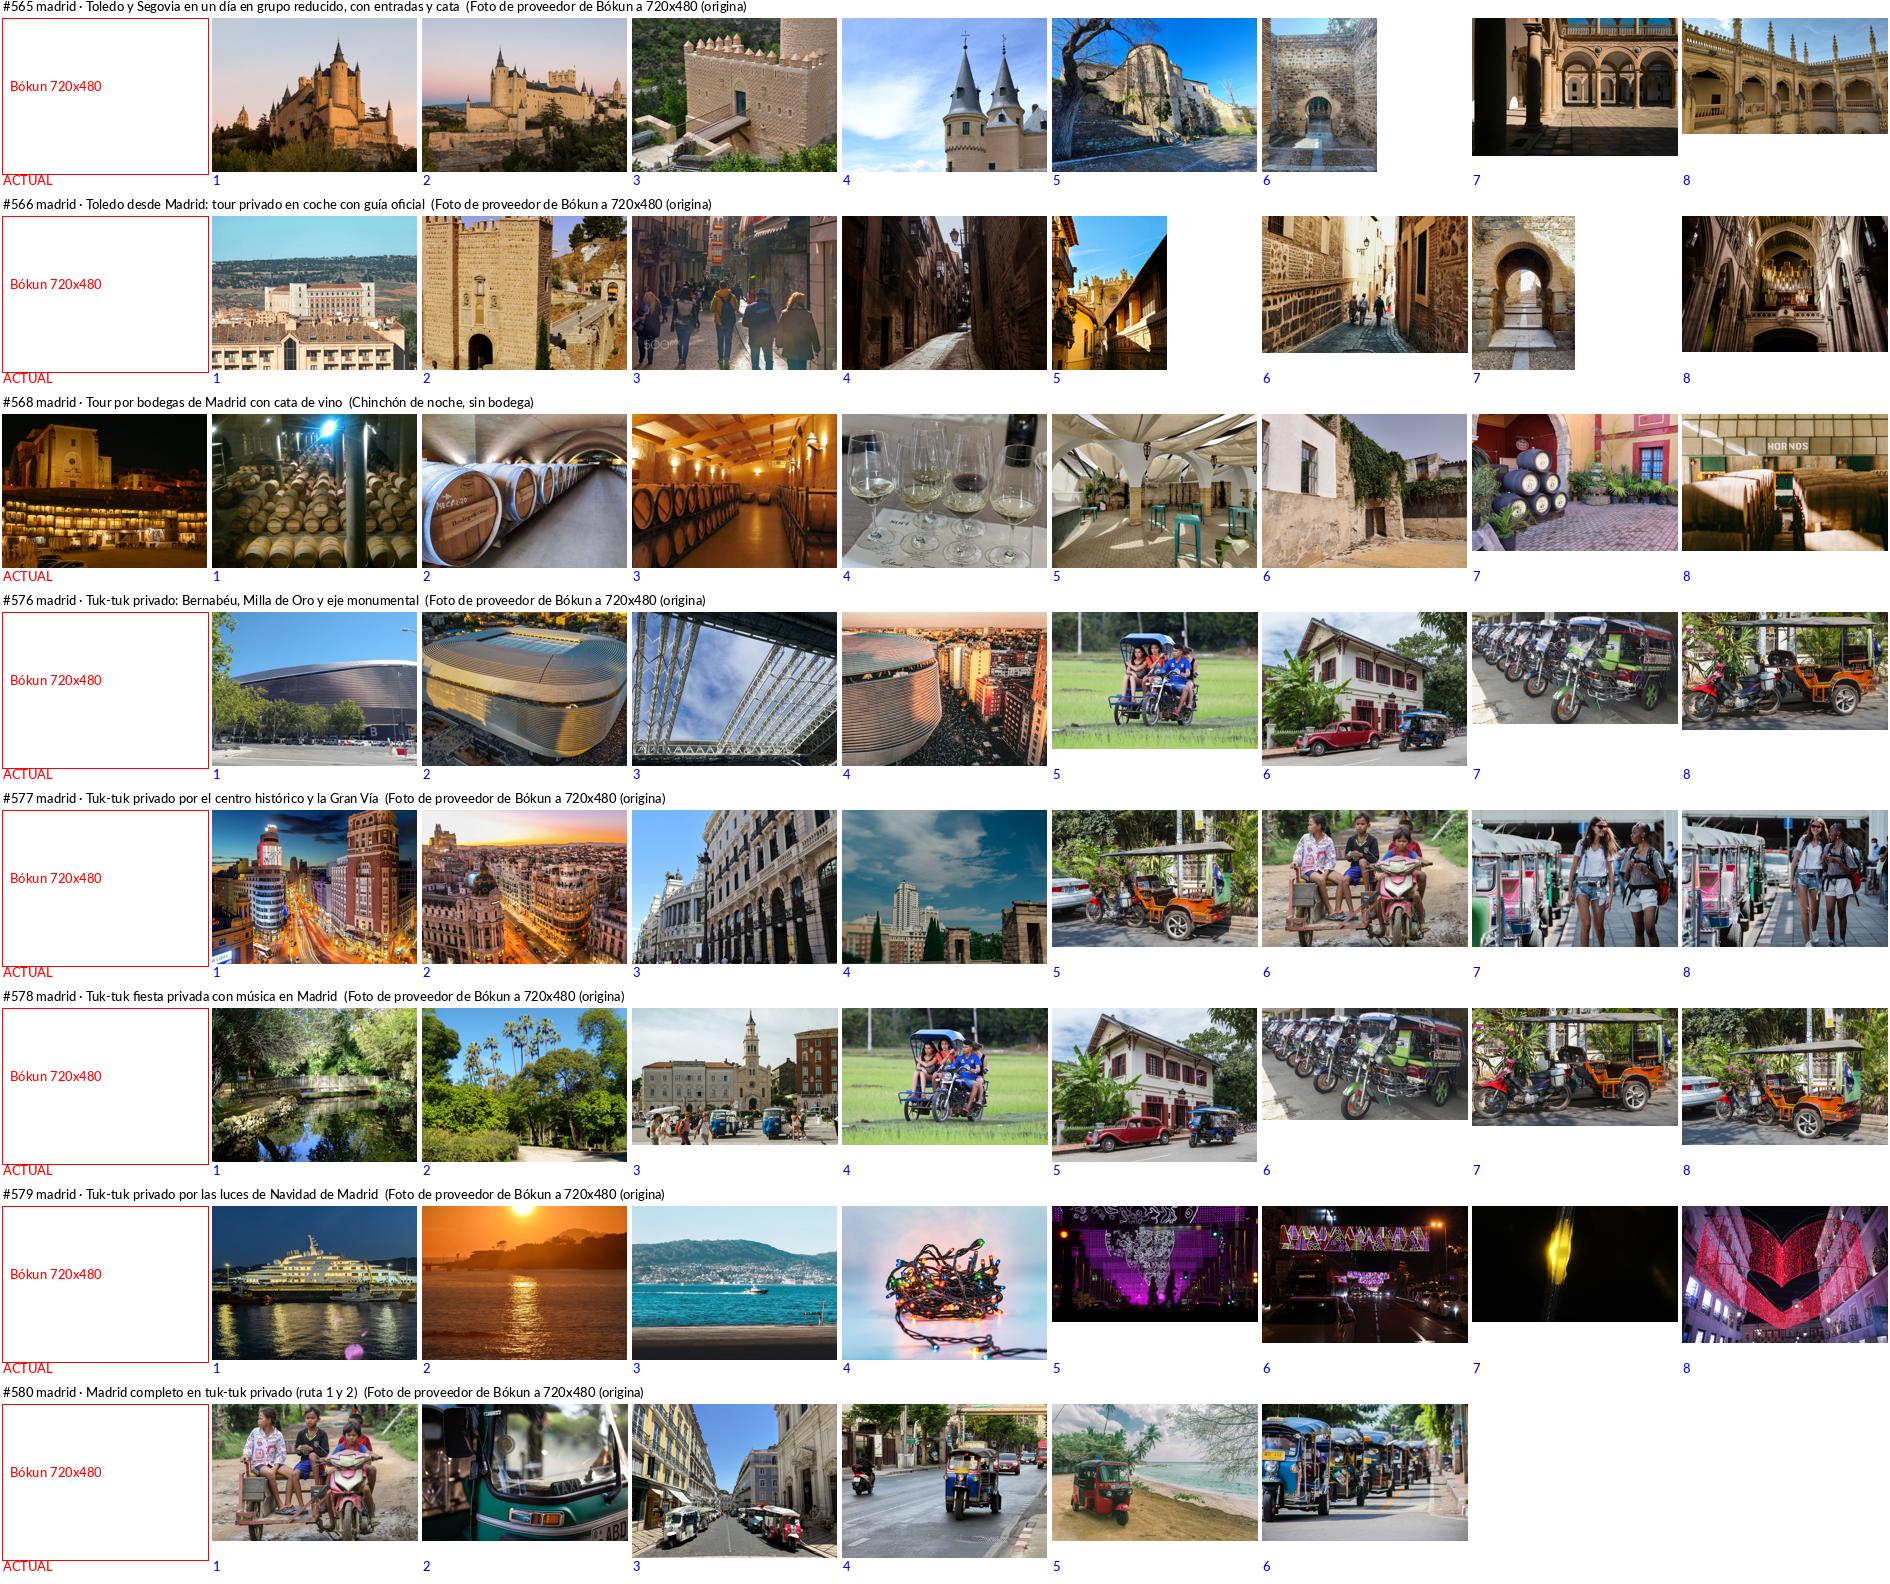 #565 madrid · Toledo y Segovia en un día en grupo reducido, con entradas y cata (Foto de proveedor de Bókun a 720x480 (origina)
Bókun 720x480
ACTUAL 1 2 3 4 5 6 7 8
#566 madrid · Toledo desde Madrid: tour privado en coche con guía oficial (Foto de proveedor de Bókun a 720x480 (origina)
Bókun 720x480
500
ACTUAL 1 2 3 4 5 6 7 8
#568 madrid · Tour por bodegas de Madrid con cata de vino (Chinchón de noche, sin bodega)
HORNOS
ACTUAL 1 2 3 4 5 6 7 8
#576 madrid · Tuk-tuk privado: Bernabéu, Milla de Oro y eje monumental (Foto de proveedor de Bókun a 720x480 (origina)
Bókun 720x480
ACTUAL 1 2 3 4 5 6 7 8
#577 madrid · Tuk-tuk privado por el centro histórico y la Gran Vía (Foto de proveedor de Bókun a 720x480 (origina)
Bókun 720x480
ACTUAL 1 2 3 4 5 6 7 8
#578 madrid · Tuk-tuk fiesta privada con música en Madrid (Foto de proveedor de Bókun a 720x480 (origina)
Bókun 720x480
ACTUAL 1 2 3 4 5 6 7 8
#579 madrid · Tuk-tuk privado por las luces de Navidad de Madrid (Foto de proveedor de Bókun a 720x480 (origina)
Bókun 720x480
ACTUAL 1 2 3 4 5 6 7 8
#580 madrid · Madrid completo en tuk-tuk privado (ruta 1 y 2) (Foto de proveedor de Bókun a 720x480 (origina)
Bókun 720x480
ACTUAL 1 2 3 4 5 6